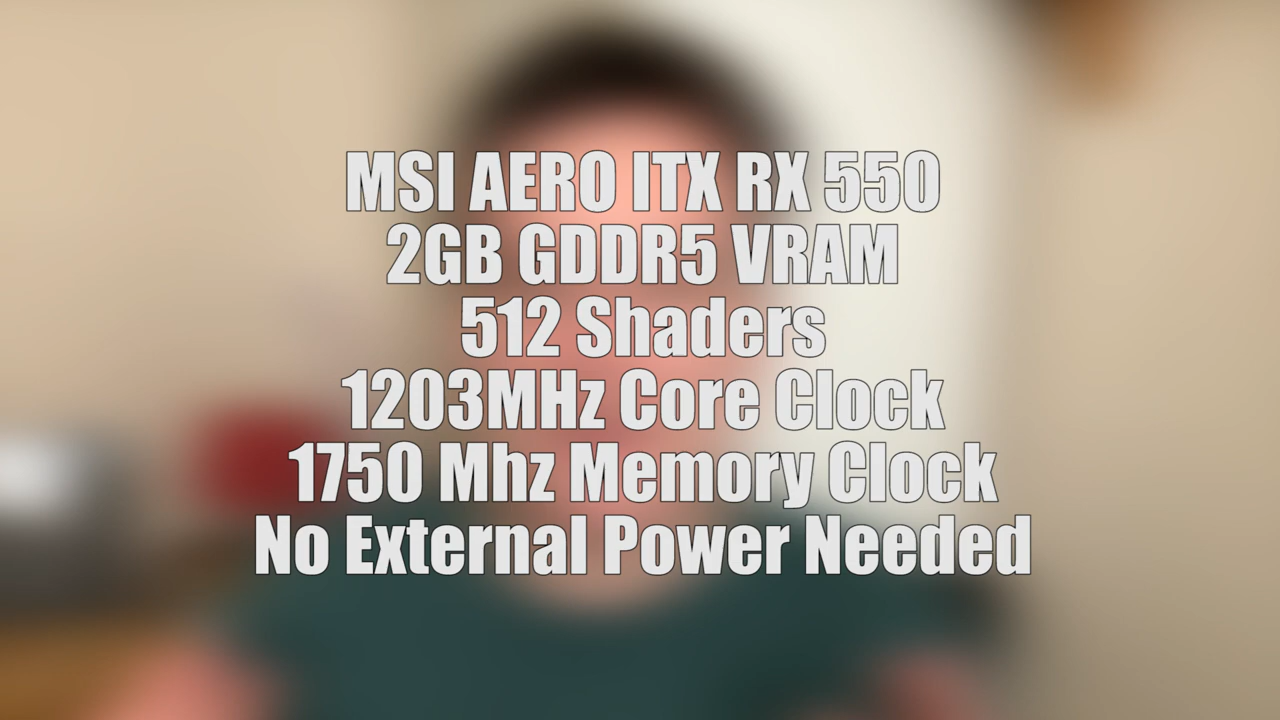 MSI AERO ITX RX 550
2GB GDDR5 VRAM
512 Shaders
1203MHz Core Clock
1750 Mhz Memory Clock
No External Power Needed